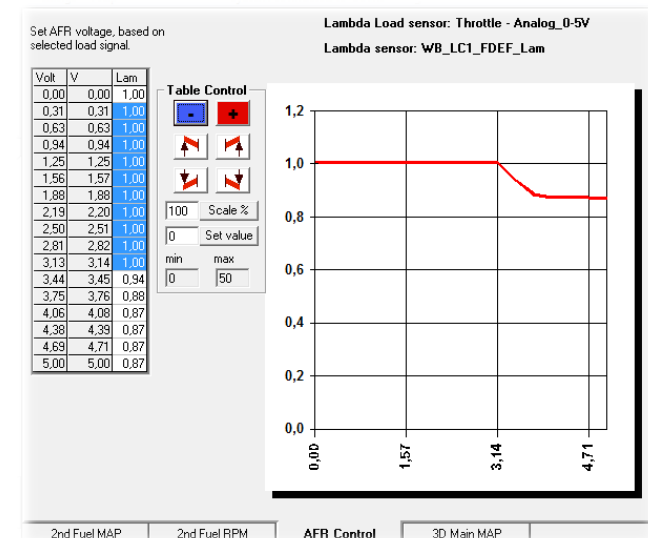 Set AFR voltage, based on
selected load signal.
Lambda Load sensor: Throttle - Analog_0-5V
Lambda sensor: WB_LC1_FDEF_Lam
Volt V Lam
0,00 0,00 1,00
0,31 0,31 1,00
0,63 0,63 1,00
0,94 0,94 1,00
1,25 1,25 1,00
1,56 1,57 1,00
1,88 1,88 1,00
2,19 2,20 1,00
2,50 2,51 1,00
2,81 2,82 1,00
3,13 3,14 1,00
3,44 3,45 0,94
3,75 3,76 0,88
4,06 4,08 0,87
4,38 4,39 0,87
4,69 4,71 0,87
5,00 5,00 0,87
Table Control
- +
100 Scale %
0 Set value
min max
0 50
1,2
1,0
0,8
0,6
0,4
0,2
0,0
0,00 1,57 3,14 4,71
2nd Fuel MAP 2nd Fuel RPM AFR Control 3D Main MAP